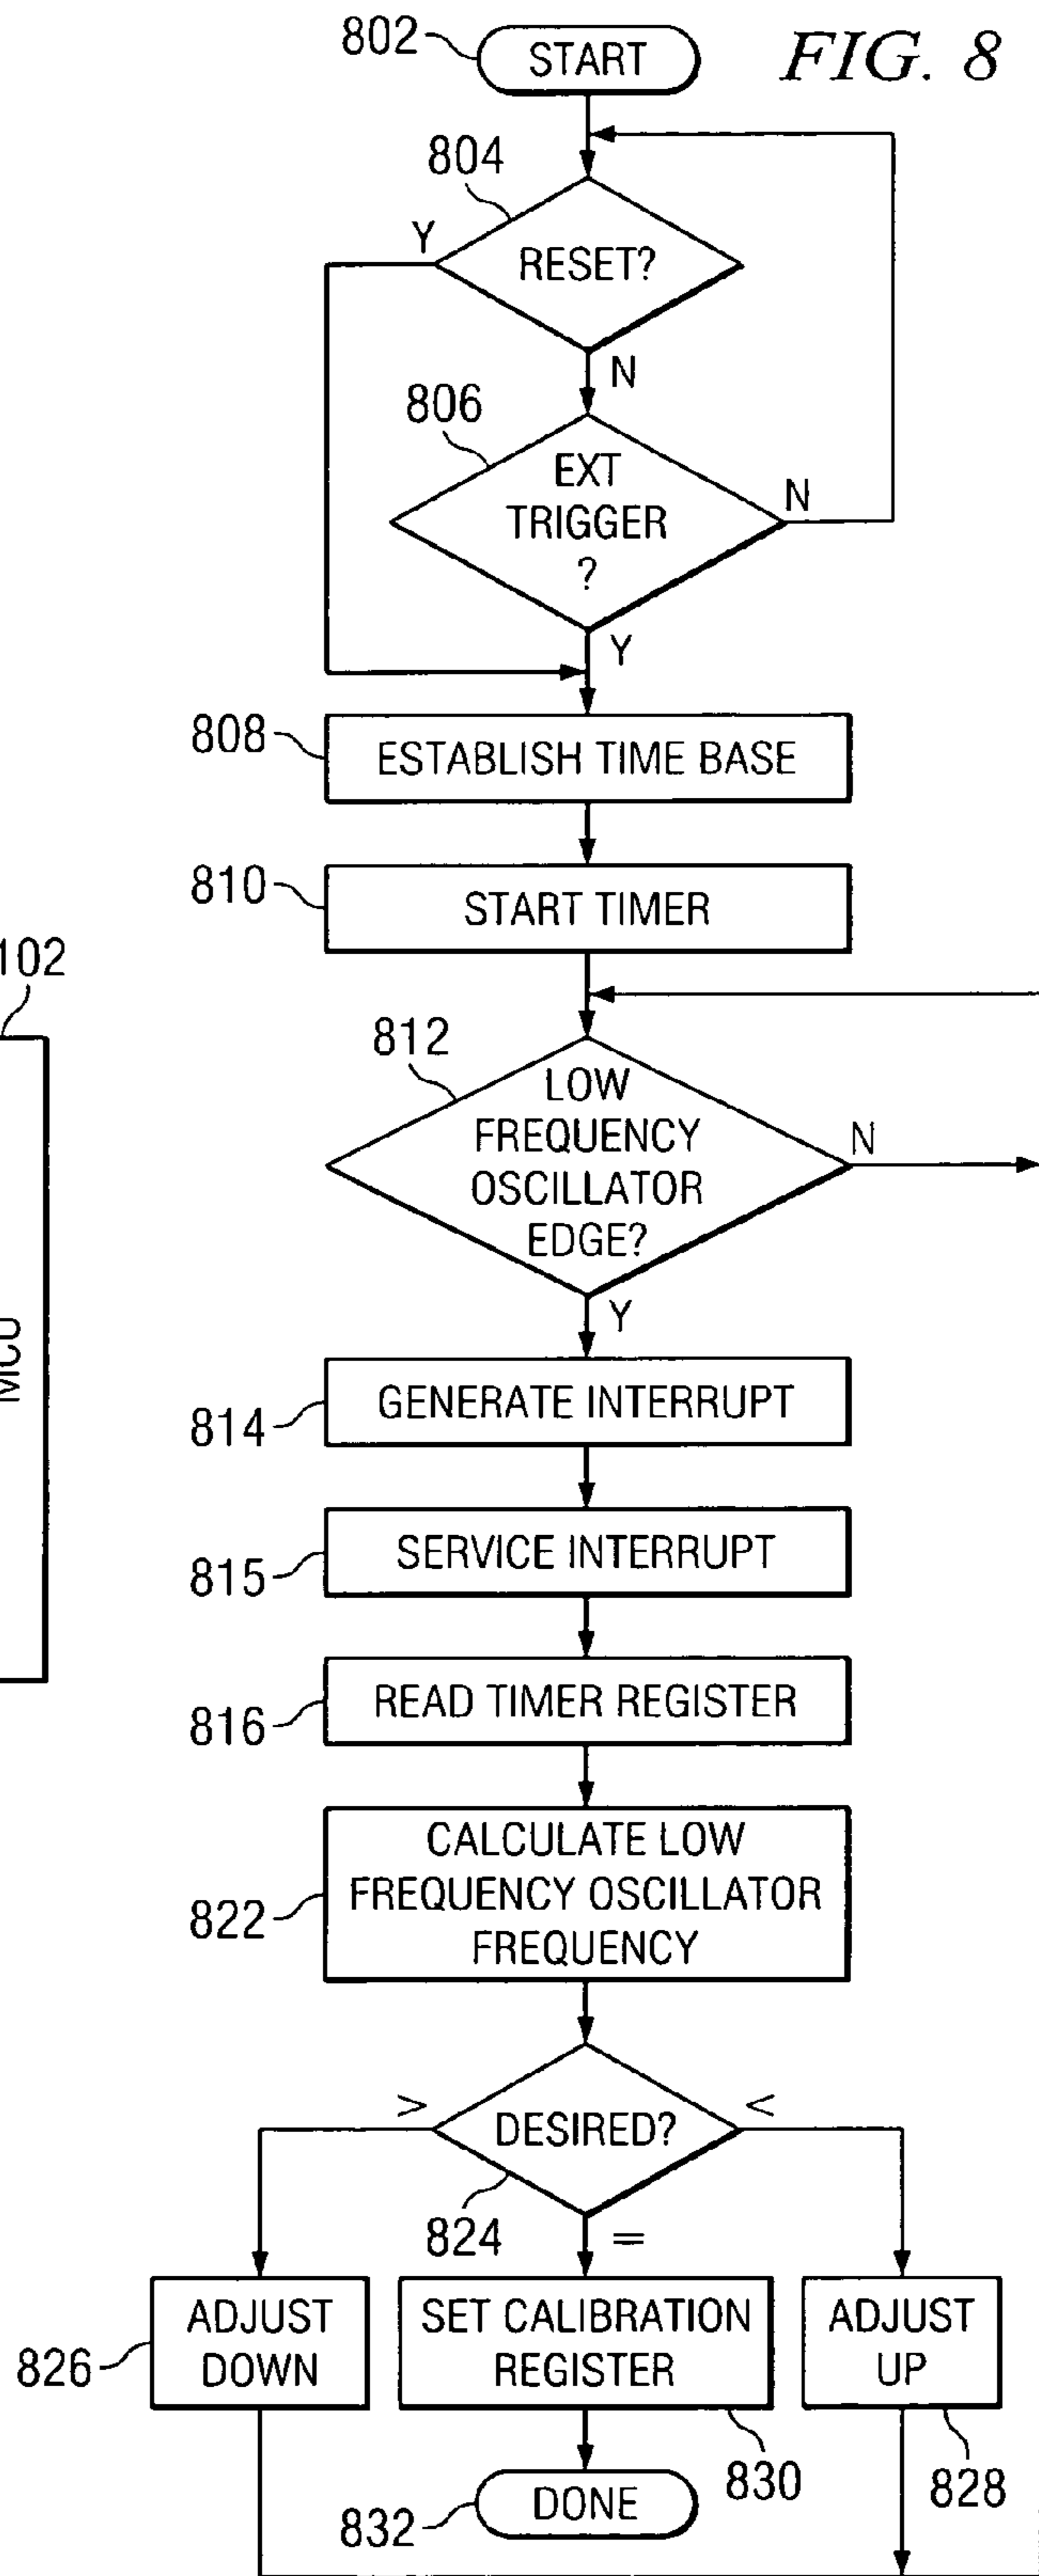 FIG. 8
802
START
804
Y
RESET?
N
806
EXT
TRIGGER
?
N
Y
808
ESTABLISH TIME BASE
810
START TIMER
102
MCU
812
LOW
FREQUENCY
OSCILLATOR
EDGE?
N
Y
814
GENERATE INTERRUPT
815
SERVICE INTERRUPT
816
READ TIMER REGISTER
822
CALCULATE LOW
FREQUENCY OSCILLATOR
FREQUENCY
>
DESIRED?
<
824
=
826
ADJUST
DOWN
SET CALIBRATION
REGISTER
ADJUST
UP
830
828
832
DONE